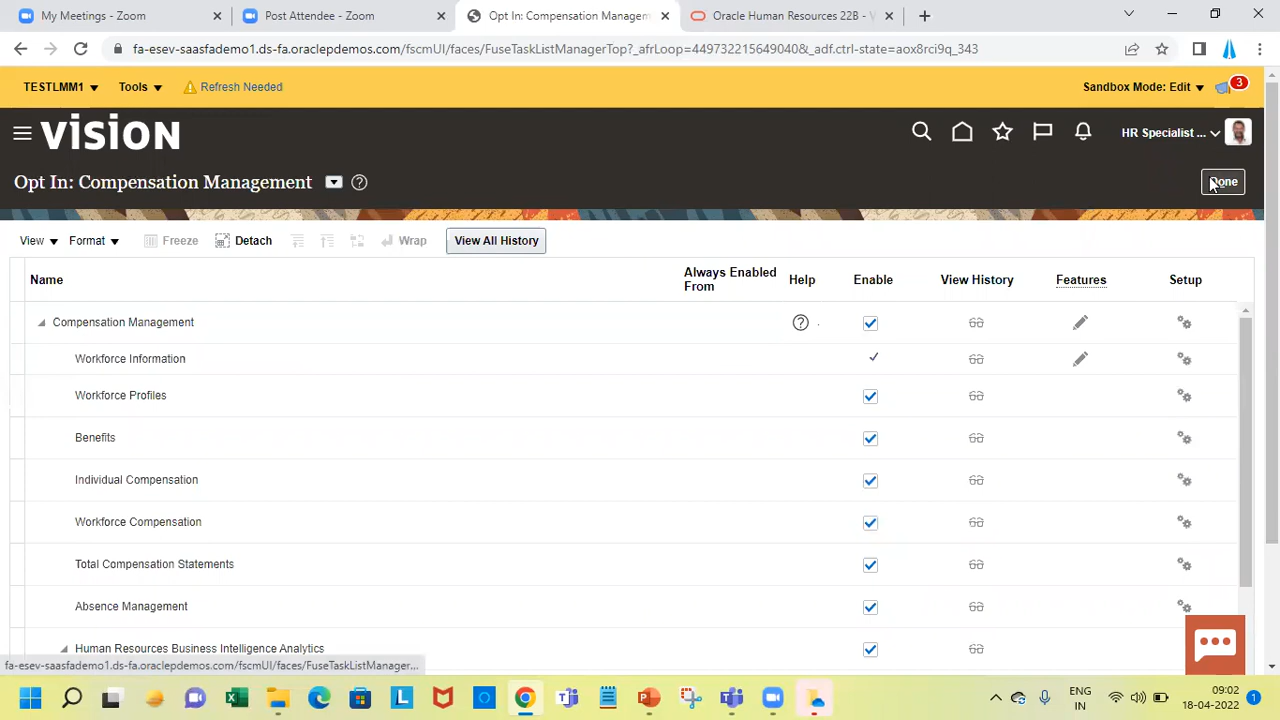 My Meetings - Zoom
Post Attendee - Zoom
Opt In: Compensation Managem
Oracle Human Resources 22B - W
fa-esev-saasfademo1.ds-fa.oraclepdemos.com/fscmUI/faces/FuseTaskListManagerTop?_afrLoop=44973221564904​0&_adf.ctrl-state=aox8rci9q_343
TESTLMM1 Tools Refresh Needed Sandbox Mode: Edit 3
VISION HR Specialist ...
Opt In: Compensation Management Done
View Format Freeze Detach Wrap View All History
Name Always Enabled From Help Enable View History Features Setup
Compensation Management
Workforce Information
Workforce Profiles
Benefits
Individual Compensation
Workforce Compensation
Total Compensation Statements
Absence Management
Human Resources Business Intelligence Analytics
fa-esev-saasfademo1.ds-fa.oraclepdemos.com/fscmUI/faces/FuseTaskListManager...
ENG 09:02
IN 18-04-2022 1